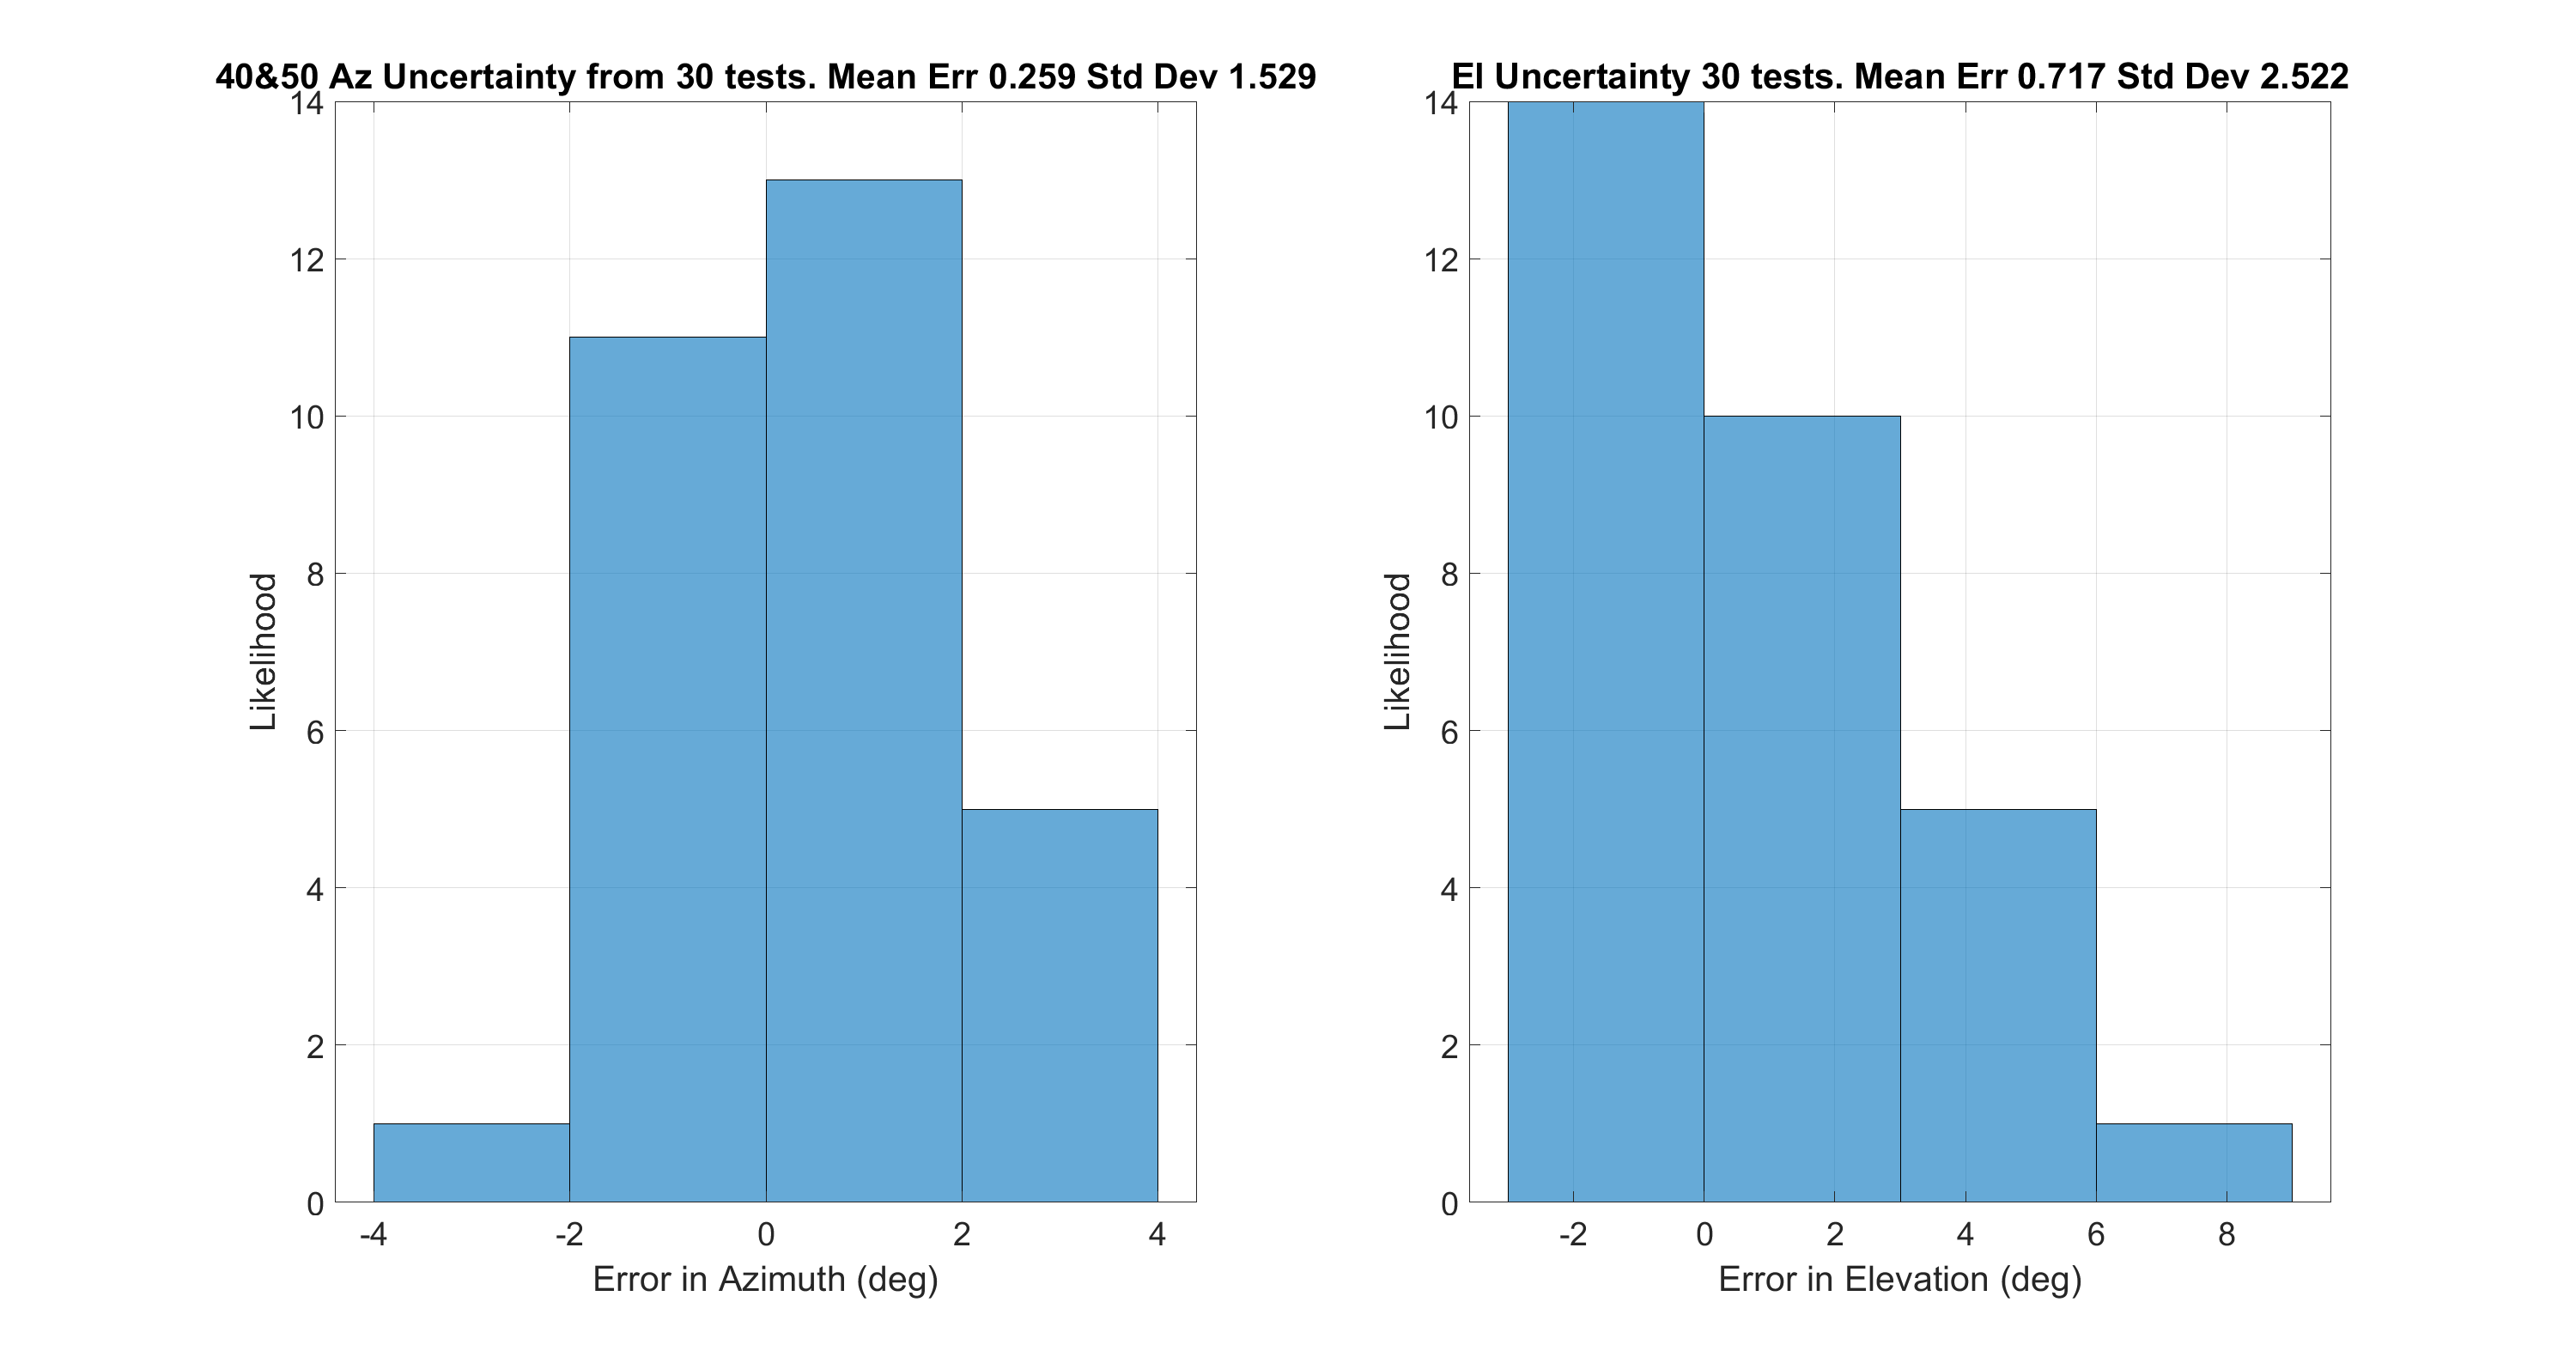 40&50 Az Uncertainty from 30 tests. Mean Err 0.259 Std Dev 1.529
14
12
10
8
6
4
2
0
Likelihood
-4 -2 0 2 4
Error in Azimuth (deg)
El Uncertainty 30 tests. Mean Err 0.717 Std Dev 2.522
14
12
10
8
6
4
2
0
Likelihood
-2 0 2 4 6 8
Error in Elevation (deg)